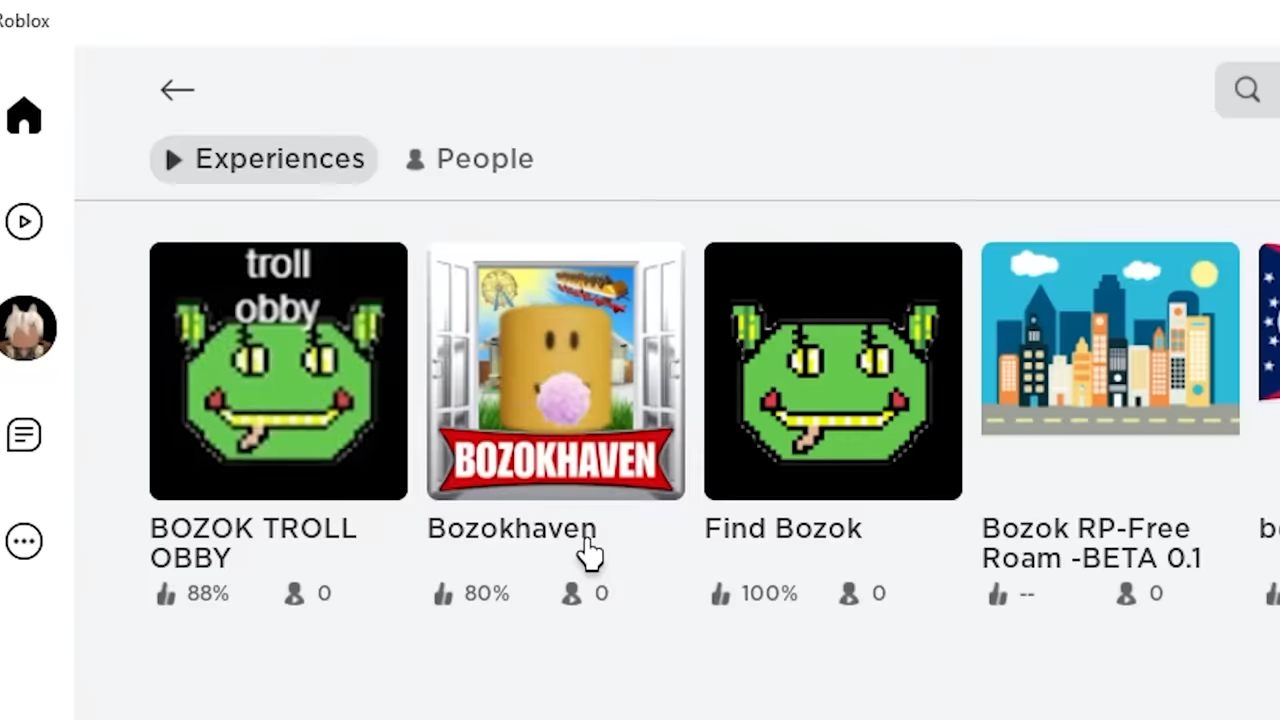 Roblox
Experiences
People
troll
obby
BOZOKHAVEN
BOZOK TROLL
OBBY
88%
0
Bozokhaven
80%
0
Find Bozok
100%
0
Bozok RP-Free
Roam -BETA 0.1
--
0